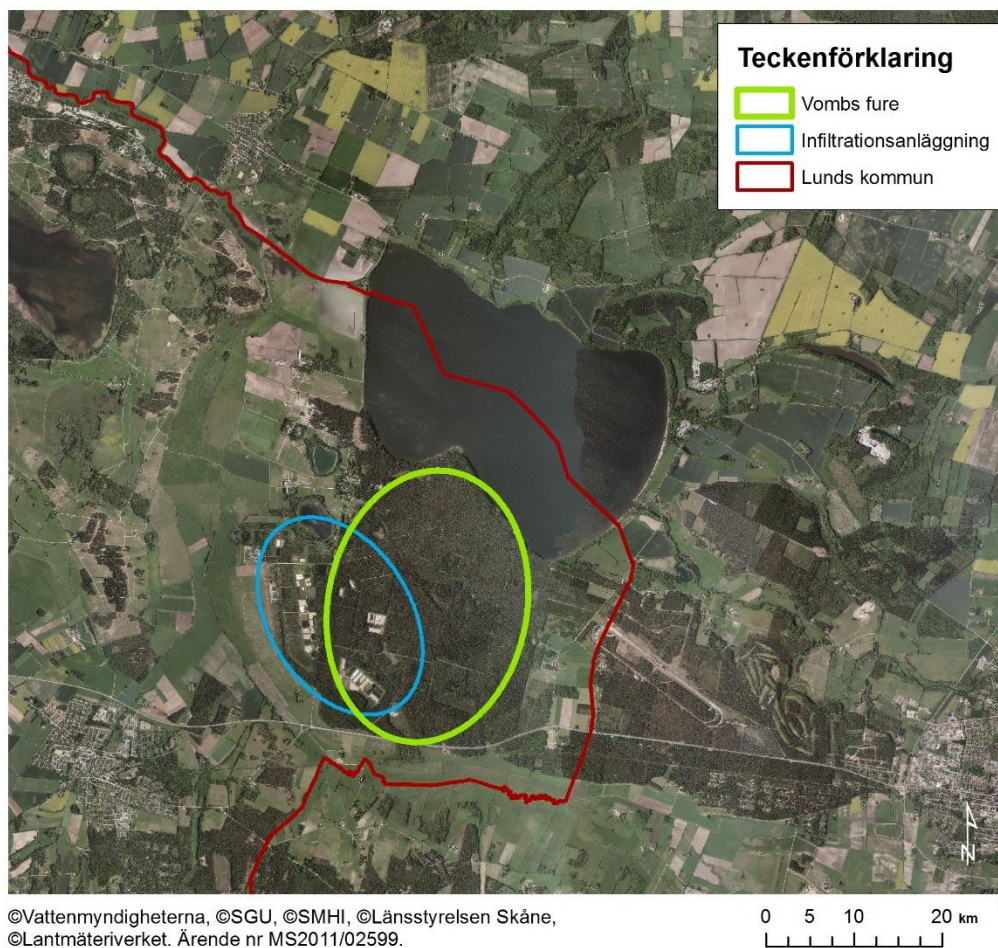 Teckenförklaring
Vombs fure
Infiltrationsanläggning
Lunds kommun
N
©Vattenmyndigheterna, ©SGU, ©SMHI, ©Länsstyrelsen Skåne,
©Lantmäteriverket. Ärende nr MS2011/02599.
0 5 10 20 km